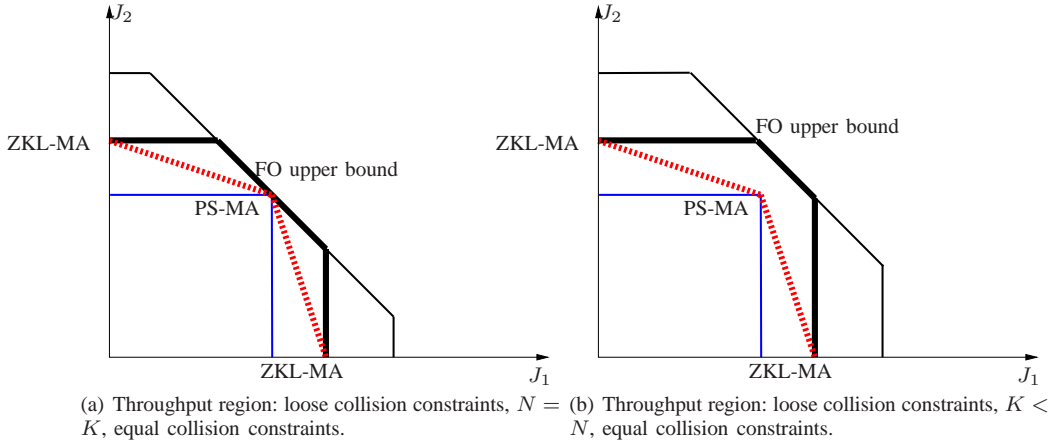 J₂
ZKL-MA
FO upper bound
PS-MA
ZKL-MA
J₁
(a) Throughput region: loose collision constraints, N =
K, equal collision constraints.
J₂
ZKL-MA
FO upper bound
PS-MA
ZKL-MA
J₁
(b) Throughput region: loose collision constraints, K <
N, equal collision constraints.